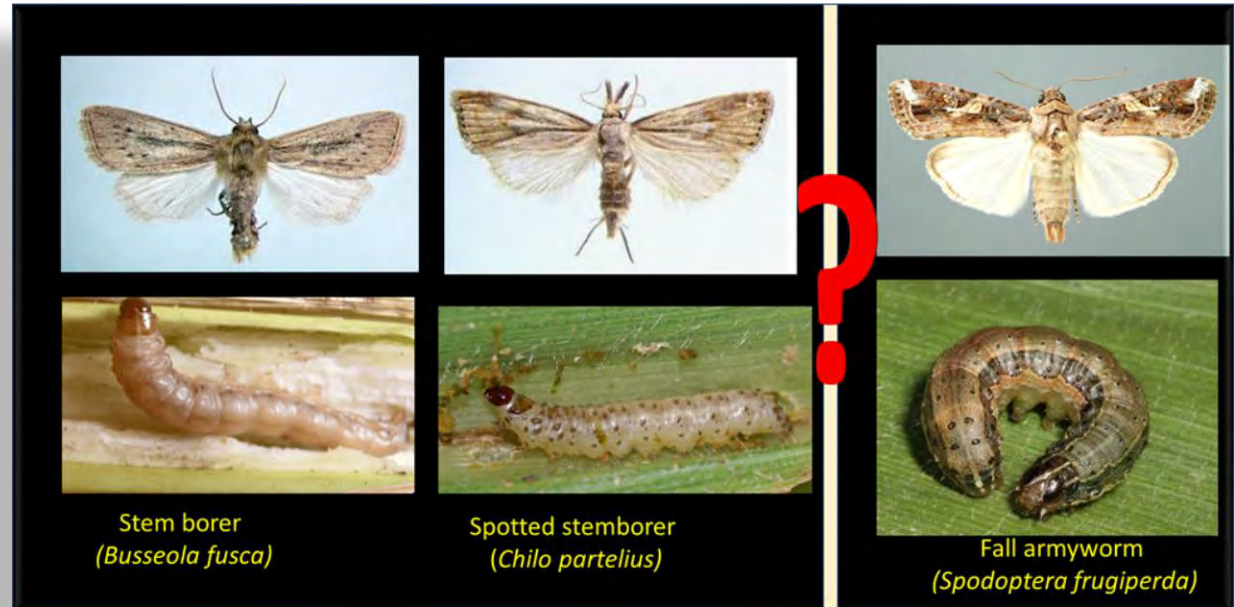 ?
Stem borer
(Busseola fusca)
Spotted stemborer
(Chilo partelius)
Fall armyworm
(Spodoptera frugiperda)